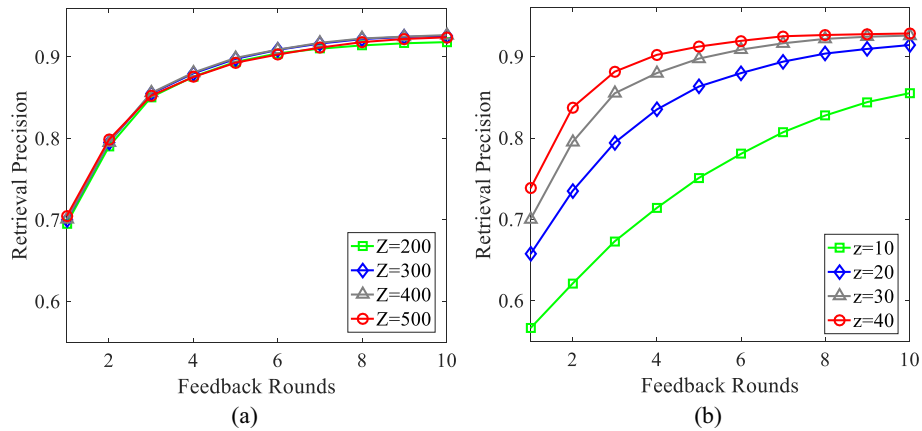 Retrieval Precision
0.9
0.8
0.7
0.6
2
4
6
8
10
Feedback Rounds
Z=200
Z=300
Z=400
Z=500
(a)
Retrieval Precision
0.9
0.8
0.7
0.6
2
4
6
8
10
Feedback Rounds
z=10
z=20
z=30
z=40
(b)